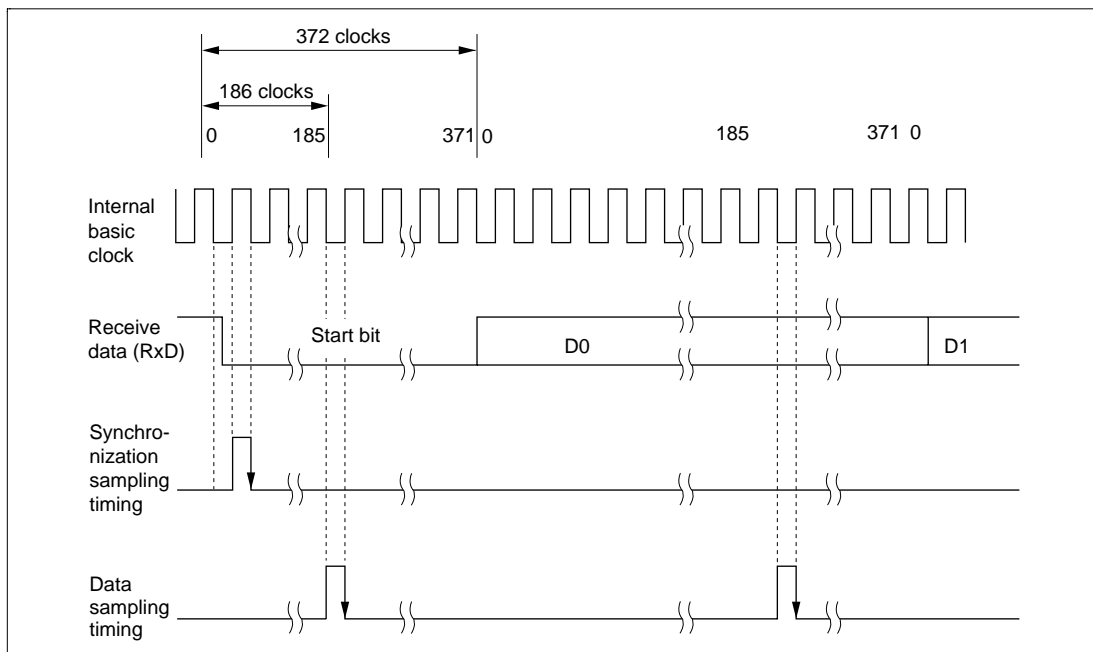 372 clocks
186 clocks
0 185 371 0 185 371 0
Internal
basic
clock
Receive
data (RxD)
Start bit
D0
D1
Synchro-
nization
sampling
timing
Data
sampling
timing